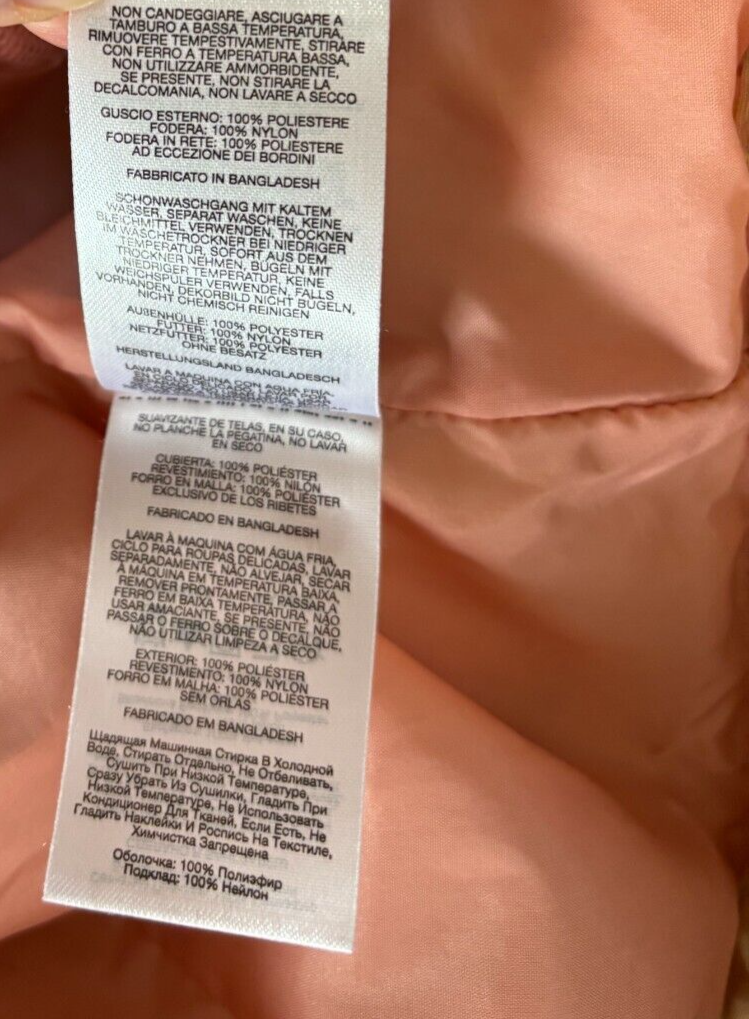 NON CANDEGGIARE, ASCIUGARE A
TAMBURO A BASSA TEMPERATURA,
RIMUOVERE TEMPESTIVAMENTE, STIRARE
CON FERRO A TEMPERATURA BASSA,
NON UTILIZZARE AMMORBIDENTE,
SE PRESENTE, NON STIRARE LA
DECALCOMANIA, NON LAVARE A SECCO
GUSCIO ESTERNO: 100% POLIESTERE
FODERA: 100% NYLON
FODERA IN RETE: 100% POLIESTERE
AD ECCEZIONE DEI BORDINI
FABBRICATO IN BANGLADESH
SCHONWASCHGANG MIT KALTEM
WASSER, SEPARAT WASCHEN, KEINE
BLEICHMITTEL VERWENDEN, TROCKNEN
IM WÄSCHETROCKNER BEI NIEDRIGER
TEMPERATUR, SOFORT AUS DEM
TROCKNER NEHMEN, BÜGELN MIT
NIEDRIGER TEMPERATUR, KEINE
WEICHSPÜLER VERWENDEN, FALLS
VORHANDEN, DEKORBILD NICHT BÜGELN,
NICHT CHEMISCH REINIGEN
AUßENHÜLLE: 100% POLYESTER
FUTTER: 100% NYLON
NETZFUTTER: 100% POLYESTER
OHNE BESATZ
HERSTELLUNGSLAND BANGLADESCH
LAVAR A MAQUINA CON AGUA FRIA,
SUAVIZANTE DE TELAS, EN SU CASO,
NO PLANCHE LA PEGATINA, NO LAVAR
EN SECO
CUBIERTA: 100% POLIÉSTER
REVESTIMIENTO: 100% NILÓN
FORRO EN MALLA: 100% POLIÉSTER
EXCLUSIVO DE LOS RIBETES
FABRICADO EN BANGLADESH
LAVAR À MAQUINA COM ÁGUA FRIA,
CICLO PARA ROUPAS DELICADAS, LAVAR
SEPARADAMENTE, NÃO ALVEJAR, SECAR
À MÁQUINA EM TEMPERATURA BAIXA,
REMOVER PRONTAMENTE, PASSAR A
FERRO EM BAIXA TEMPERATURA, NÃO
USAR AMACIANTE, SE PRESENTE, NÃO
PASSAR O FERRO SOBRE O DECALQUE,
NÃO UTILIZAR LIMPEZA A SECO
EXTERIOR: 100% POLIÉSTER
REVESTIMENTO: 100% NYLON
FORRO EM MALHA: 100% POLIÉSTER
SEM ORLAS
FABRICADO EM BANGLADESH
Щадящая Машинная Стирка В Холодной
Воде, Стирать Отдельно, Не Отбеливать,
Сушить При Низкой Температуре,
Сразу Убрать Из Сушилки, Гладить При
Низкой Температуре, Не Использовать
Кондиционер Для Тканей, Если Есть, Не
Гладить Наклейки И Роспись На Текстиле,
Химчистка Запрещена
Оболочка: 100% Полиэфир
Подклад: 100% Нейлон